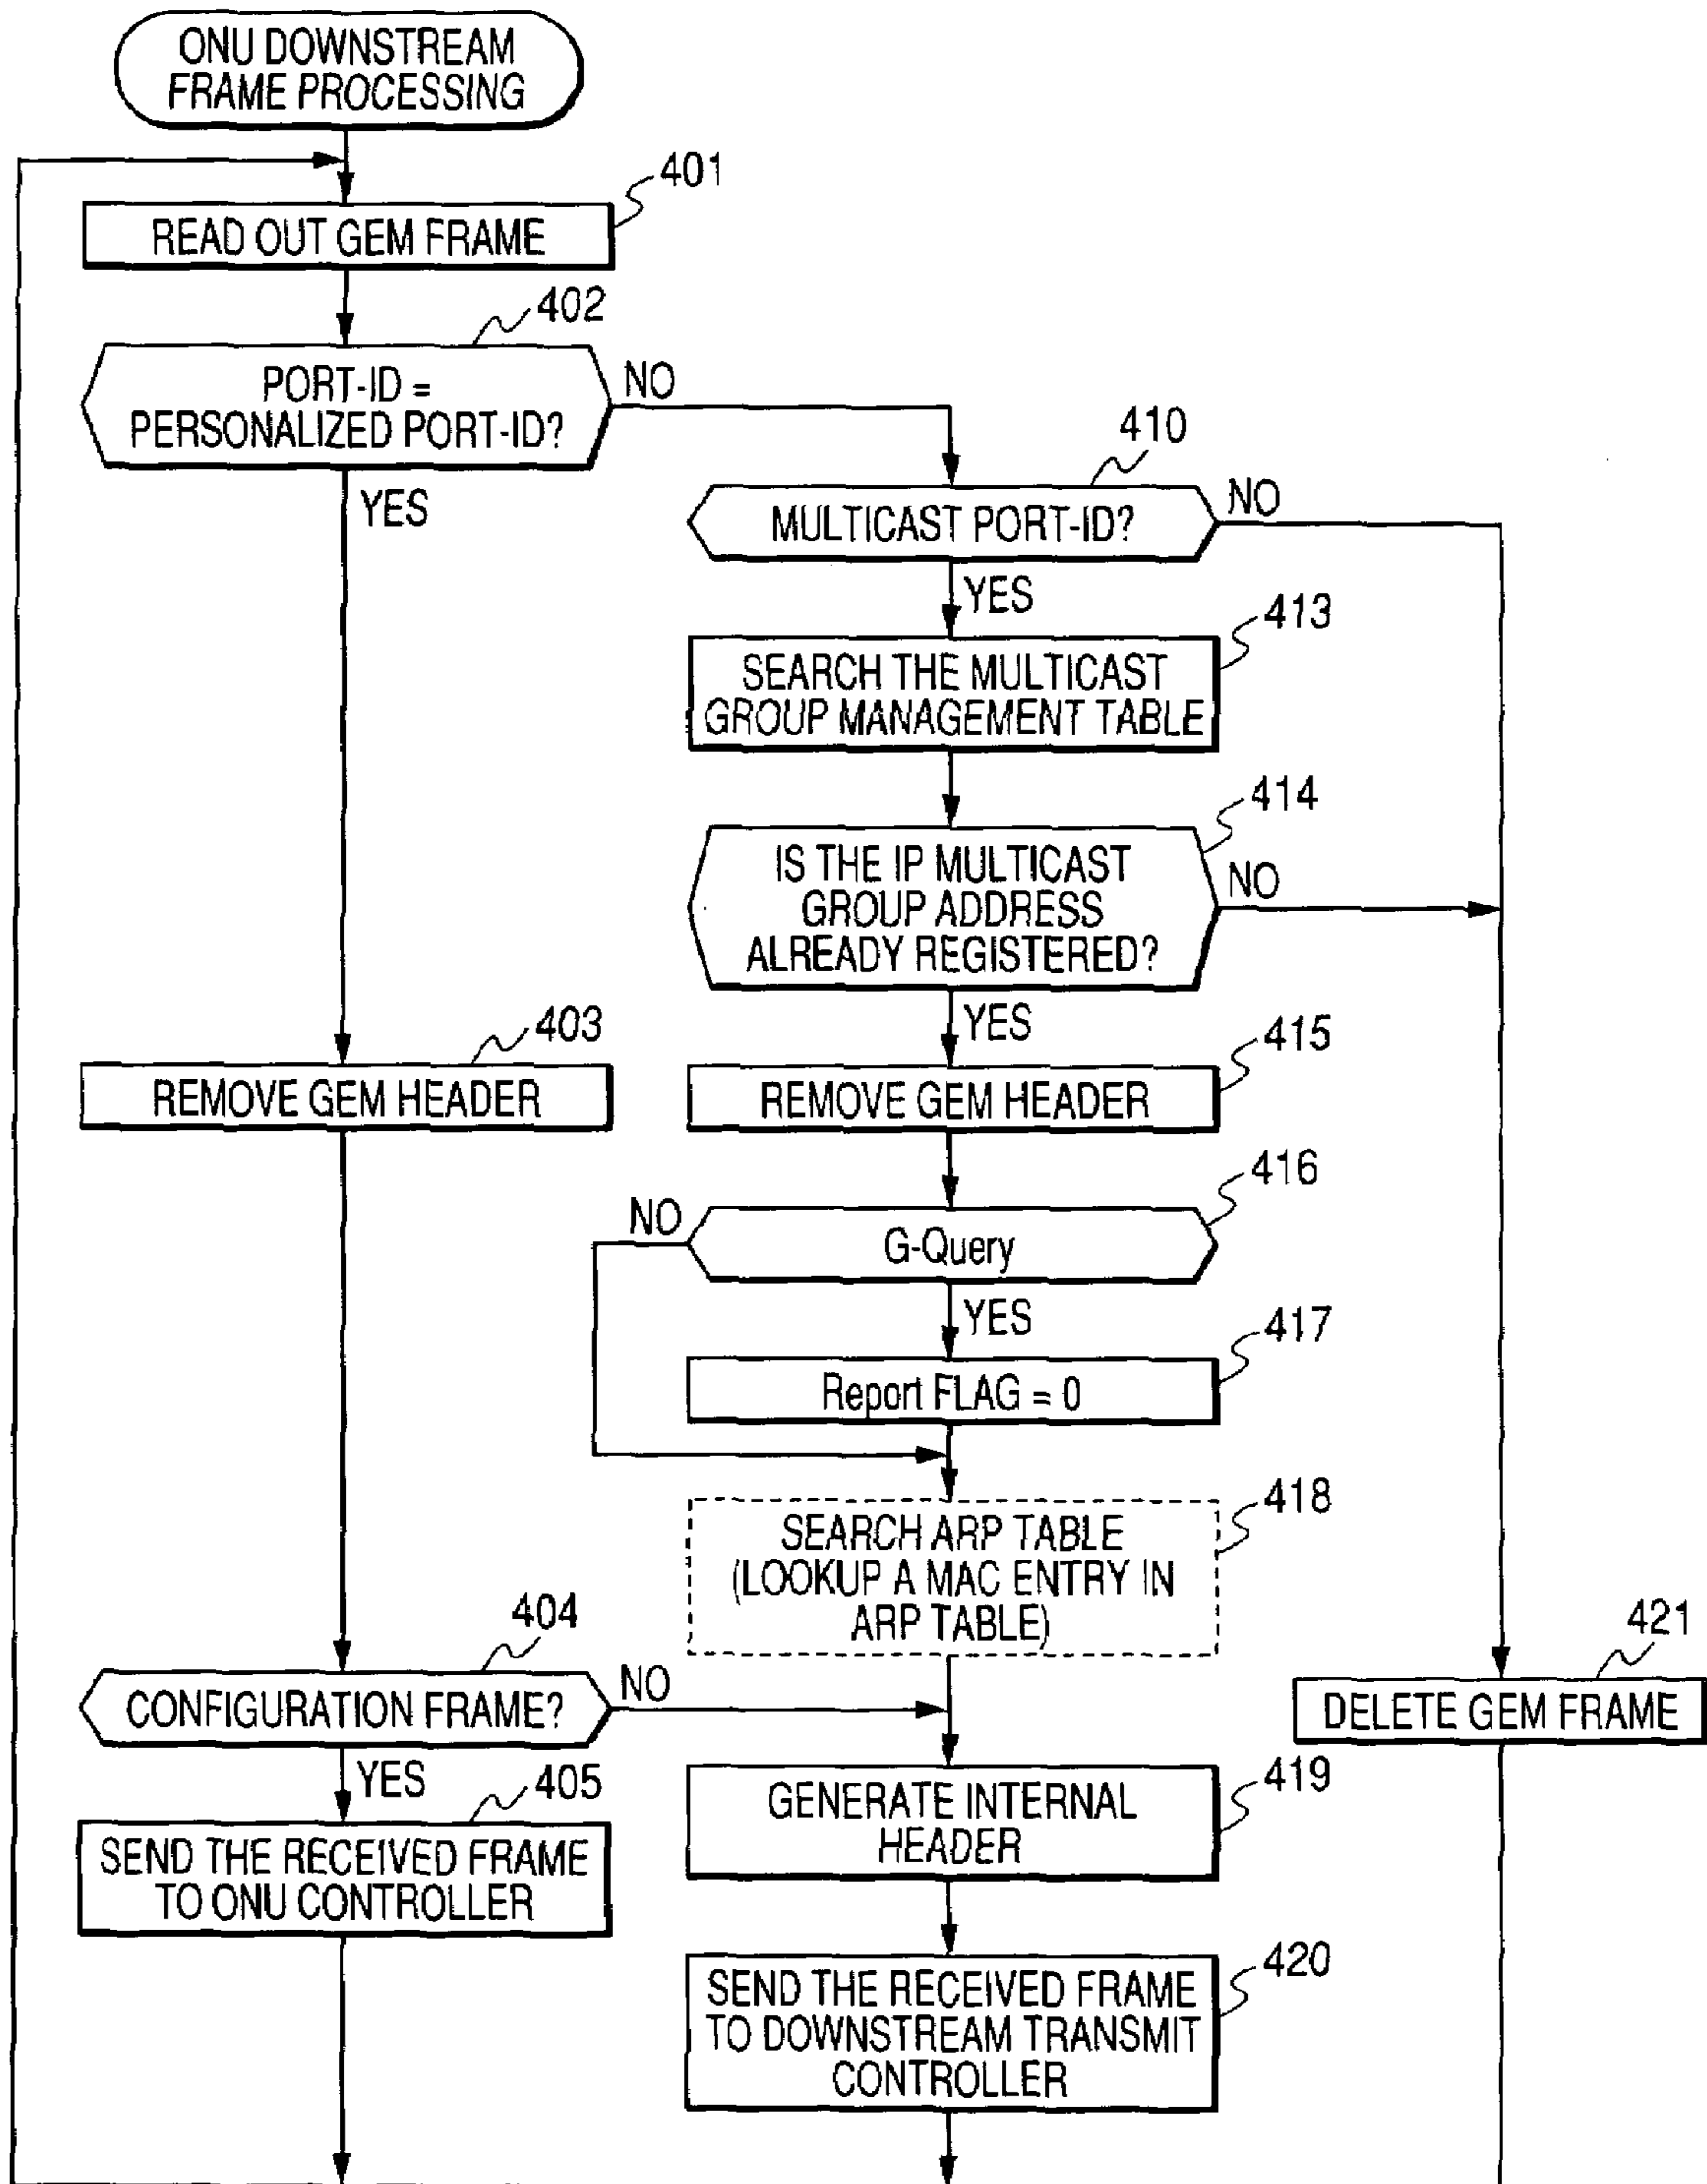 ONU DOWNSTREAM
FRAME PROCESSING
401
READ OUT GEM FRAME
402
PORT-ID =
PERSONALIZED PORT-ID?
NO
YES
410
MULTICAST PORT-ID?
NO
YES
413
SEARCH THE MULTICAST
GROUP MANAGEMENT TABLE
414
IS THE IP MULTICAST
GROUP ADDRESS
ALREADY REGISTERED?
NO
YES
403
REMOVE GEM HEADER
415
REMOVE GEM HEADER
416
NO
G-Query
YES
417
Report FLAG = 0
418
SEARCH ARP TABLE
(LOOKUP A MAC ENTRY IN
ARP TABLE)
404
CONFIGURATION FRAME?
NO
YES
421
DELETE GEM FRAME
405
SEND THE RECEIVED FRAME
TO ONU CONTROLLER
419
GENERATE INTERNAL
HEADER
420
SEND THE RECEIVED FRAME
TO DOWNSTREAM TRANSMIT
CONTROLLER